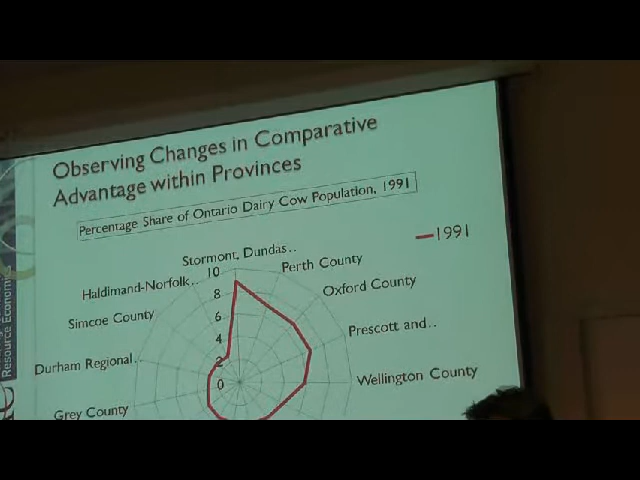 Observing Changes in Comparative
Advantage within Provinces
Percentage Share of Ontario Dairy Cow Population, 1991
1991
Stormont, Dundas..
Perth County
Oxford County
Prescott and..
Wellington County
Haldimand-Norfolk..
Simcoe County
Durham Regional..
Grey County
10
8
6
4
2
0
Resource Economics